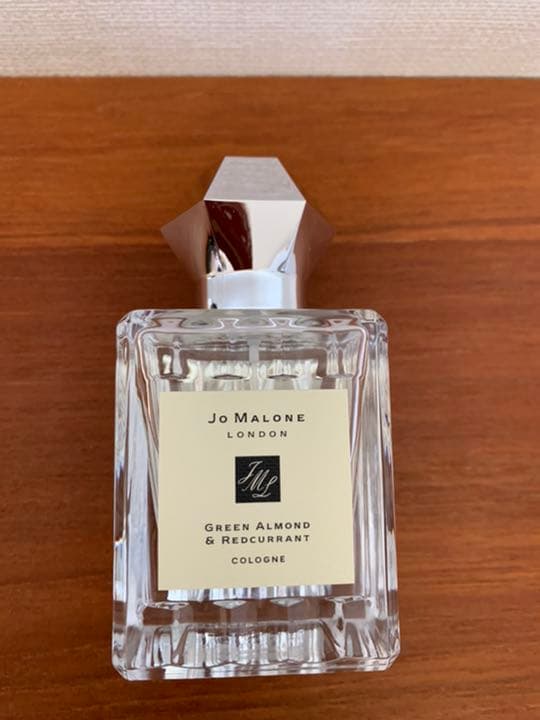 Jo Malone
LONDON
JML
Green Almond
& Redcurrant
COLOGNE